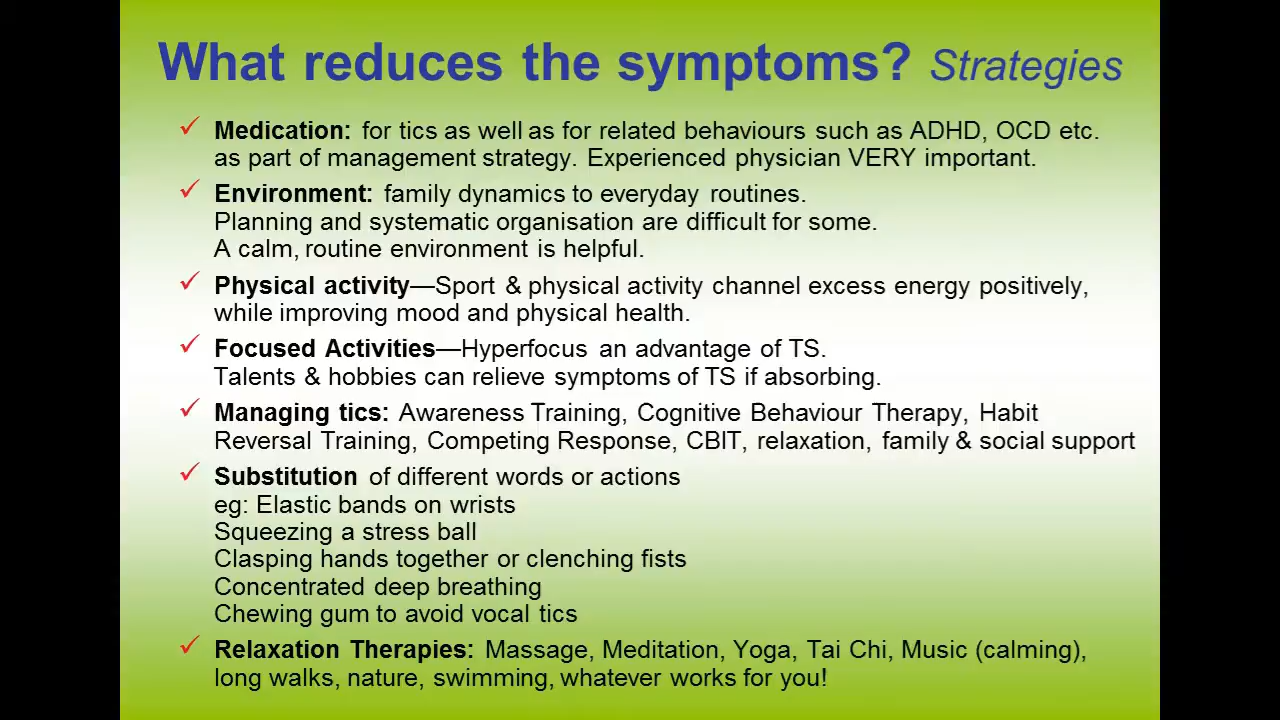 What reduces the symptoms? Strategies
✓ Medication: for tics as well as for related behaviours such as ADHD, OCD etc.
as part of management strategy. Experienced physician VERY important.
✓ Environment: family dynamics to everyday routines.
Planning and systematic organisation are difficult for some.
A calm, routine environment is helpful.
✓ Physical activity—Sport & physical activity channel excess energy positively,
while improving mood and physical health.
✓ Focused Activities—Hyperfocus an advantage of TS.
Talents & hobbies can relieve symptoms of TS if absorbing.
✓ Managing tics: Awareness Training, Cognitive Behaviour Therapy, Habit
Reversal Training, Competing Response, CBIT, relaxation, family & social support
✓ Substitution of different words or actions
eg: Elastic bands on wrists
Squeezing a stress ball
Clasping hands together or clenching fists
Concentrated deep breathing
Chewing gum to avoid vocal tics
✓ Relaxation Therapies: Massage, Meditation, Yoga, Tai Chi, Music (calming),
long walks, nature, swimming, whatever works for you!